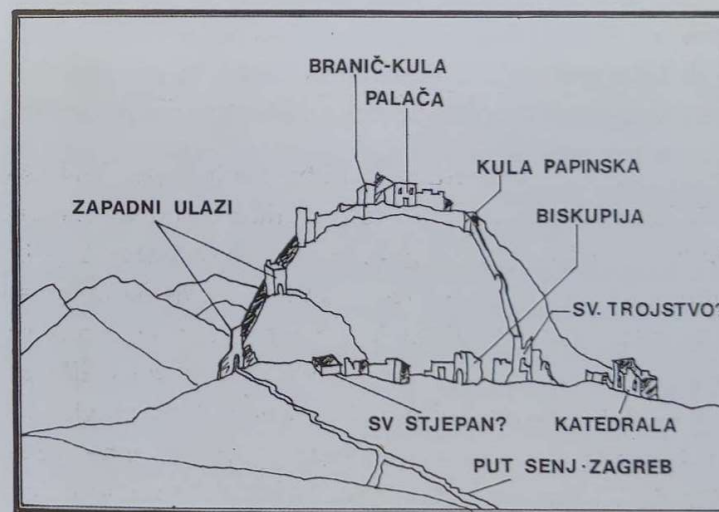 BRANIČ-KULA
PALAČA
KULA PAPINSKA
ZAPADNI ULAZI
BISKUPIJA
SV. TROJSTVO?
SV STJEPAN?
KATEDRALA
PUT SENJ·ZAGREB